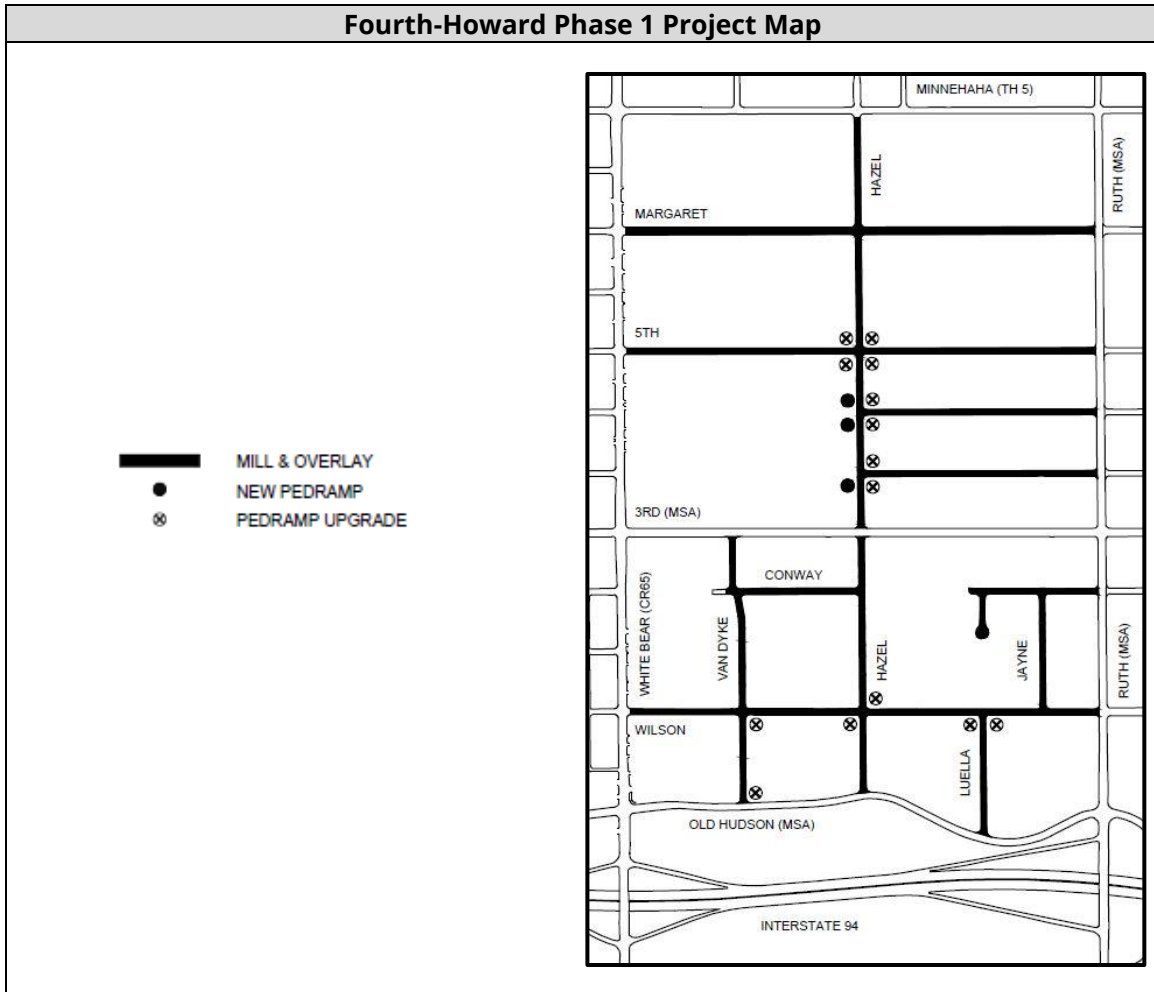 Fourth-Howard Phase 1 Project Map
MILL & OVERLAY
NEW PEDRAMP
PEDRAMP UPGRADE
MINNEHAHA (TH 5)
HAZEL
RUTH (MSA)
MARGARET
5TH
3RD (MSA)
CONWAY
WHITE BEAR (CR65)
VAN DYKE
HAZEL
JAYNE
RUTH (MSA)
WILSON
LUELLA
OLD HUDSON (MSA)
INTERSTATE 94